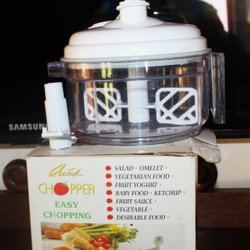 SAMSUNG
Quick
CHOPPER
EASY
CHOPPING
• SALAD - OMELET -
• VEGETARIAN FOOD -
• FRUIT YOGURT -
• BABY FOOD - KETCHUP -
• FRUIT SAUCE -
• VEGETABLE -
• DESIRABLE FOOD -